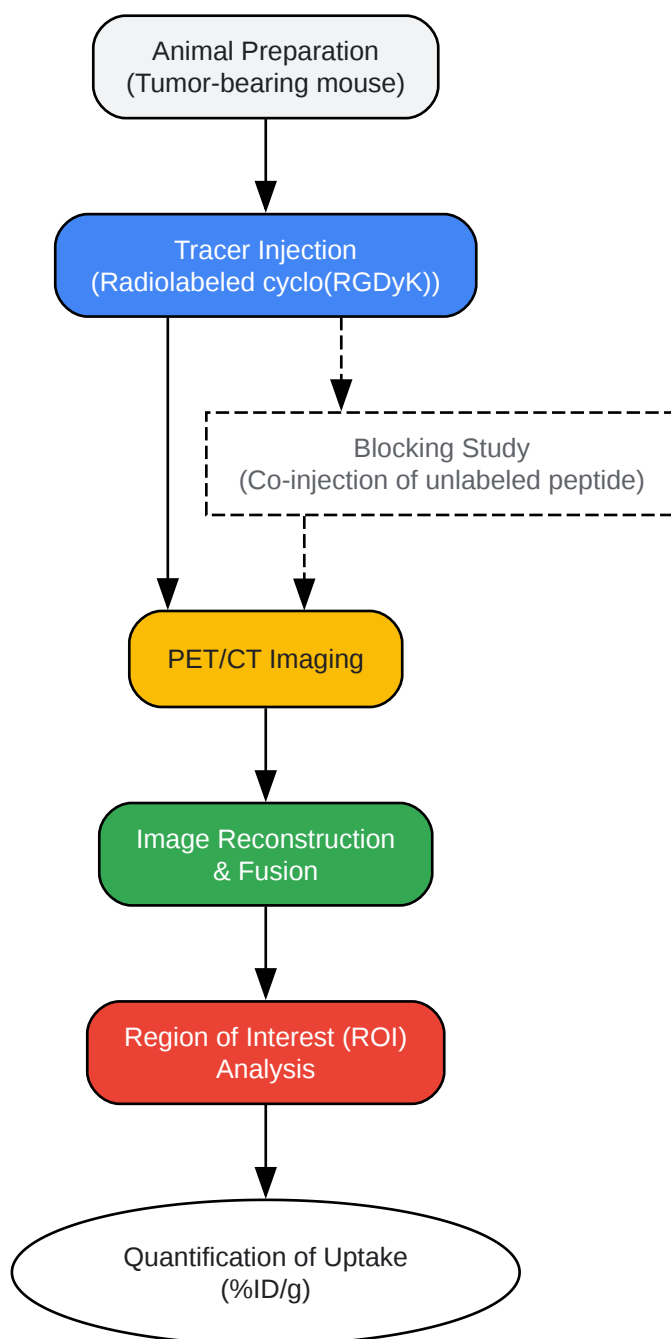 Animal Preparation
(Tumor-bearing mouse)
Tracer Injection
(Radiolabeled cyclo(RGDyK))
Blocking Study
(Co-injection of unlabeled peptide)
PET/CT Imaging
Image Reconstruction
& Fusion
Region of Interest (ROI)
Analysis
Quantification of Uptake
(%ID/g)